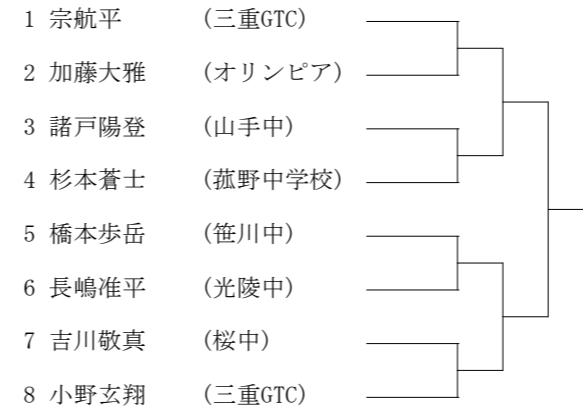 1 宗航平 (三重GTC)
2 加藤大雅 (オリンピア)
3 諸戸陽登 (山手中)
4 杉本蒼士 (菰野中学校)
5 橋本歩岳 (笹川中)
6 長嶋准平 (光陵中)
7 吉川敬真 (桜中)
8 小野玄翔 (三重GTC)